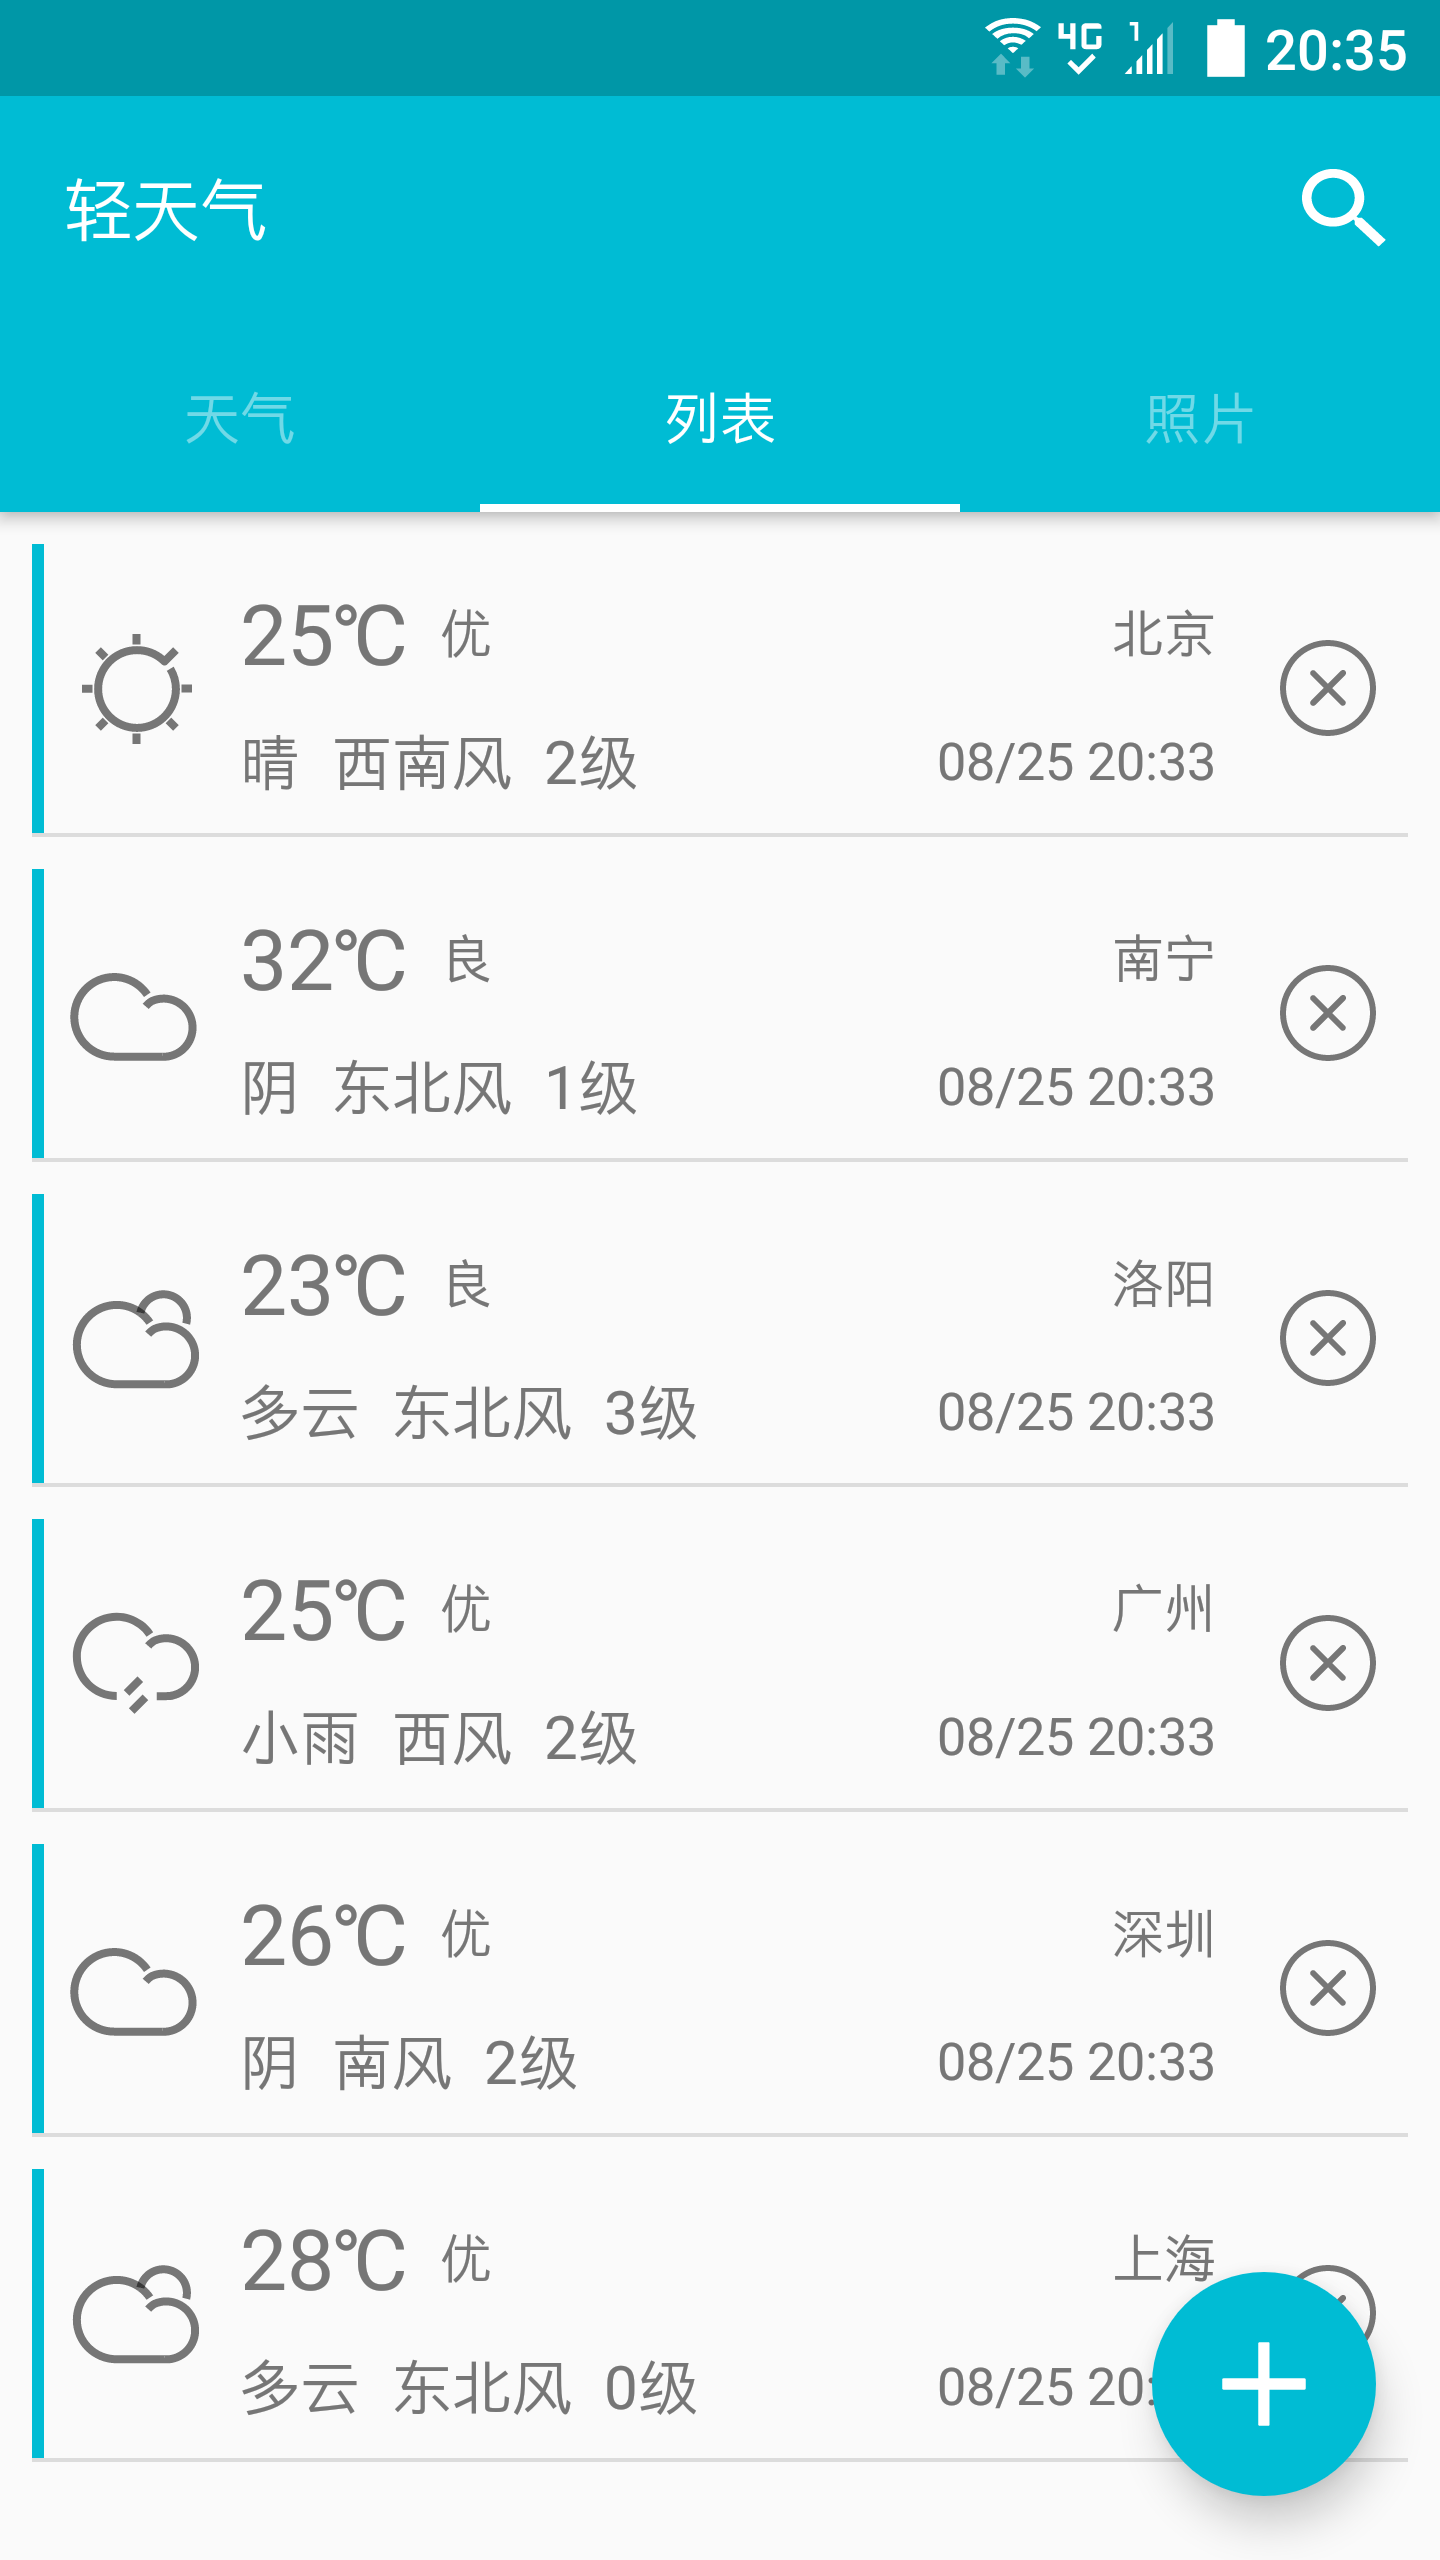 4G 1 20:35
轻天气
天气 列表 照片
25℃ 优 北京
晴 西南风 2级 08/25 20:33
32℃ 良 南宁
阴 东北风 1级 08/25 20:33
23℃ 良 洛阳
多云 东北风 3级 08/25 20:33
25℃ 优 广州
小雨 西风 2级 08/25 20:33
26℃ 优 深圳
阴 南风 2级 08/25 20:33
28℃ 优 上海
多云 东北风 0级 08/25 20: